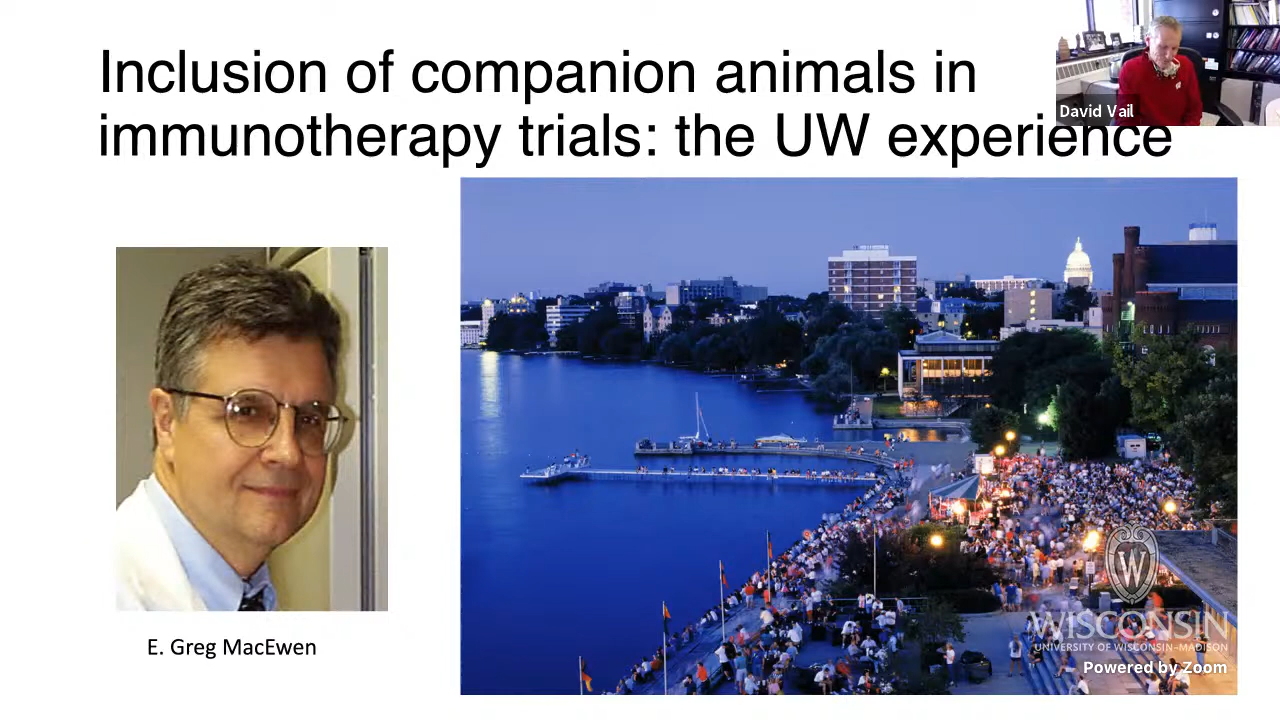 Inclusion of companion animals in
immunotherapy trials: the UW experience
David Vail
E. Greg MacEwen
W
WISCONSIN
UNIVERSITY OF WISCONSIN–MADISON
Powered by Zoom